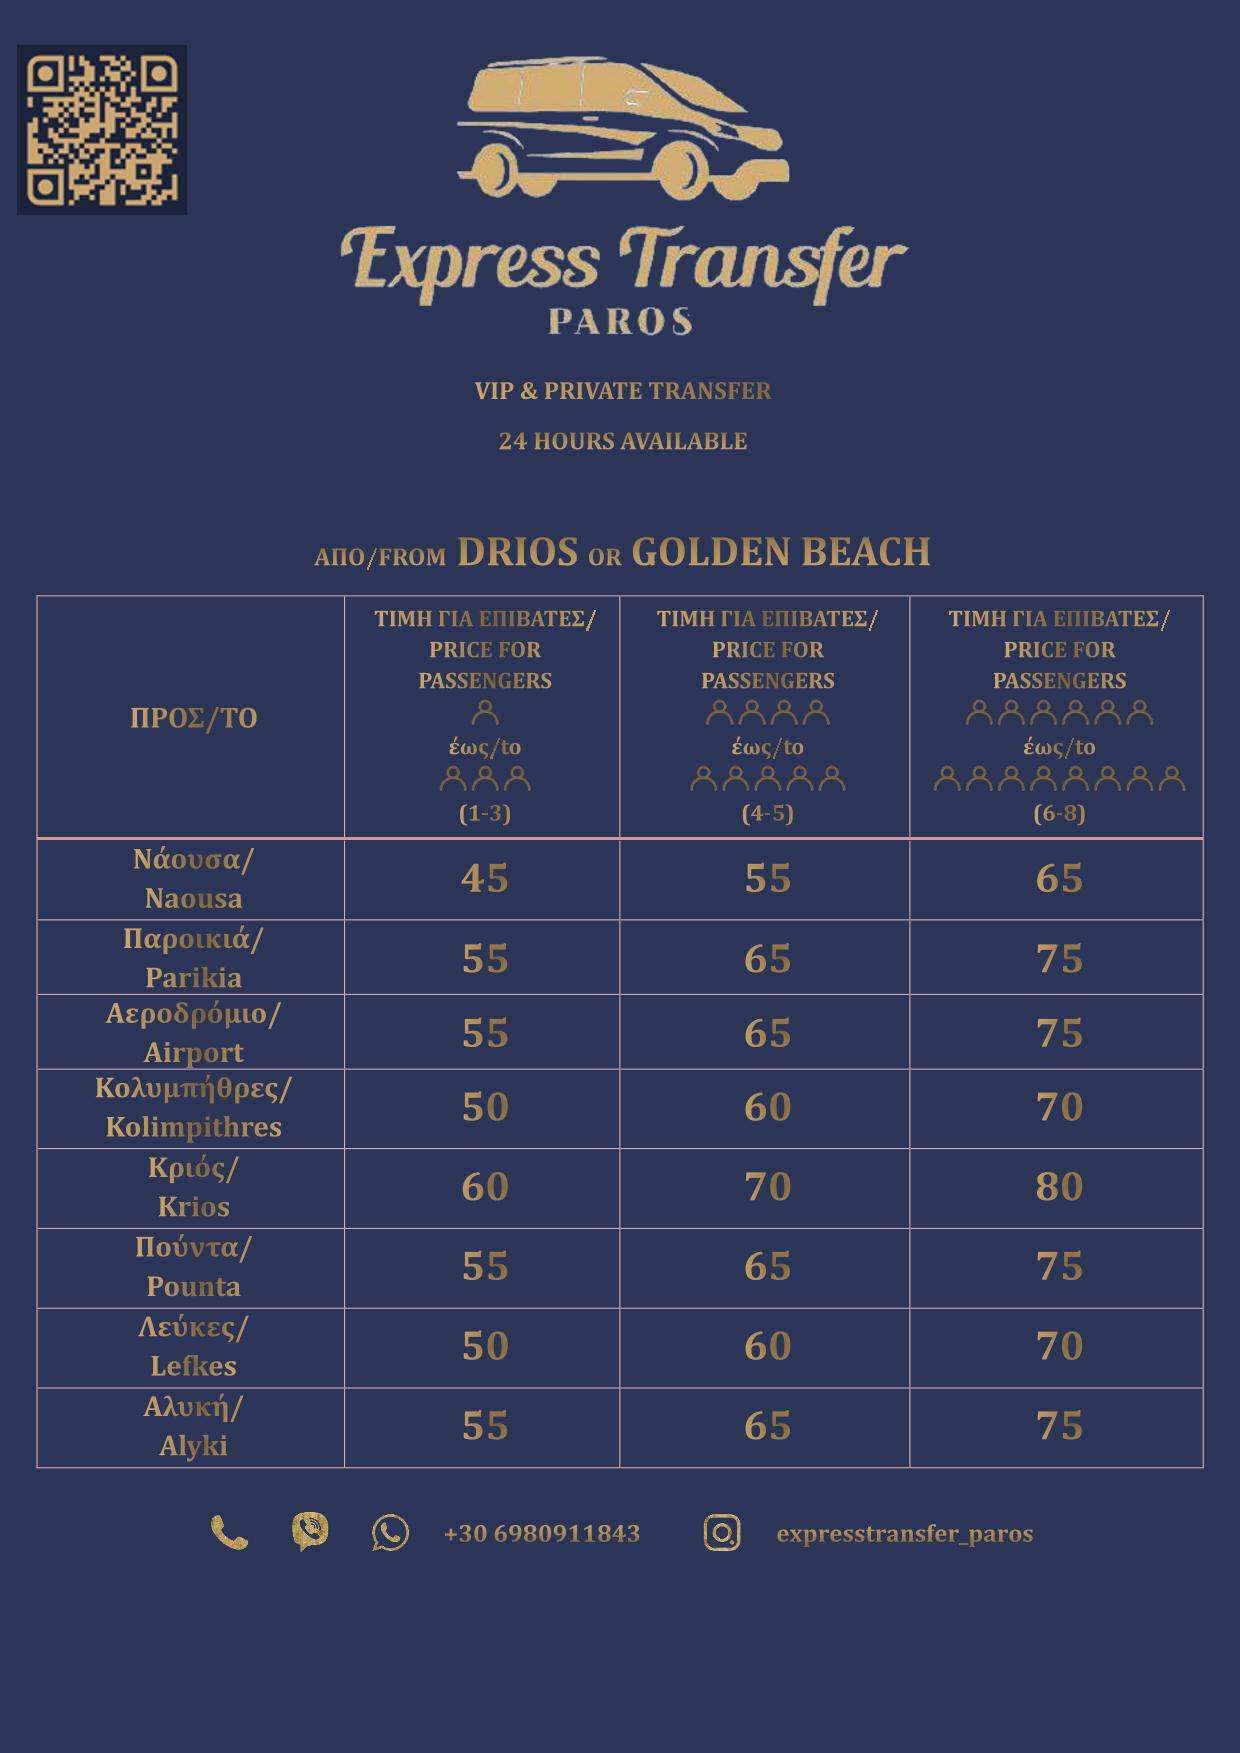 Express Transfer
PAROS
VIP & PRIVATE TRANSFER
24 HOURS AVAILABLE
ΑΠΟ/FROM DRIOS OR GOLDEN BEACH
ΠΡΟΣ/TO
ΤΙΜΗ ΓΙΑ ΕΠΙΒΑΤΕΣ/
PRICE FOR
PASSENGERS
έως/to
(1-3)
ΤΙΜΗ ΓΙΑ ΕΠΙΒΑΤΕΣ/
PRICE FOR
PASSENGERS
έως/to
(4-5)
ΤΙΜΗ ΓΙΑ ΕΠΙΒΑΤΕΣ/
PRICE FOR
PASSENGERS
έως/to
(6-8)
Νάουσα/
Naousa
45 55 65
Παροικιά/
Parikia
55 65 75
Αεροδρόμιο/
Airport
55 65 75
Κολυμπήθρες/
Kolimpithres
50 60 70
Κριός/
Krios
60 70 80
Πούντα/
Pounta
55 65 75
Λεύκες/
Lefkes
50 60 70
Αλυκή/
Alyki
55 65 75
+30 6980911843 expresstransfer_paros